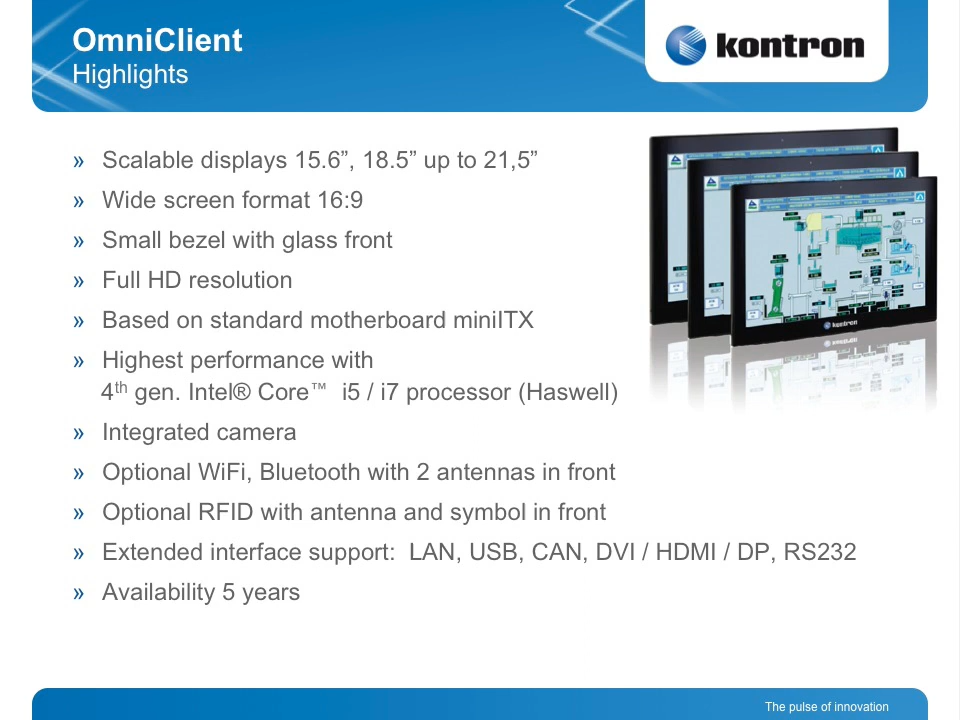 OmniClient
Highlights
kontron
» Scalable displays 15.6”, 18.5” up to 21,5”
» Wide screen format 16:9
» Small bezel with glass front
» Full HD resolution
» Based on standard motherboard miniITX
» Highest performance with
4th gen. Intel® Core™ i5 / i7 processor (Haswell)
» Integrated camera
» Optional WiFi, Bluetooth with 2 antennas in front
» Optional RFID with antenna and symbol in front
» Extended interface support: LAN, USB, CAN, DVI / HDMI / DP, RS232
» Availability 5 years
kontron
The pulse of innovation